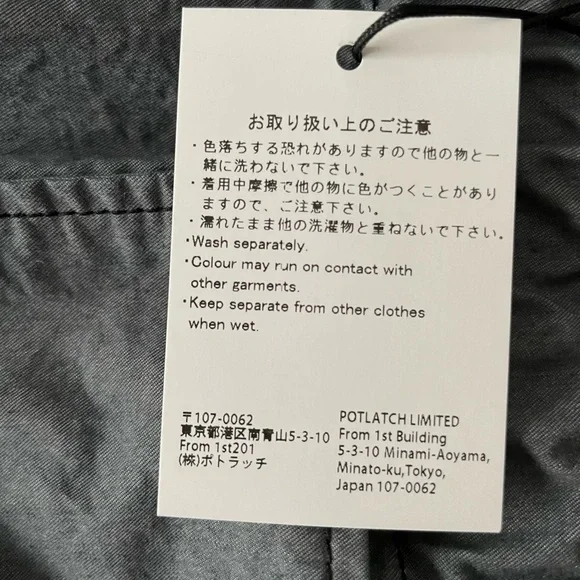 お取り扱い上のご注意
・色落ちする恐れがありますので他の物と一
緒に洗わないで下さい。
・着用中摩擦で他の物に色がつくことがあり
ますので、ご注意下さい。
・濡れたまま他の洗濯物と重ねないで下さい。
・Wash separately.
・Colour may run on contact with
other garments.
・Keep separate from other clothes
when wet.
〒107-0062
東京都港区南青山5-3-10
From 1st201
(株)ポトラッチ
POTLATCH LIMITED
From 1st Building
5-3-10 Minami-Aoyama,
Minato-ku,Tokyo,
Japan 107-0062